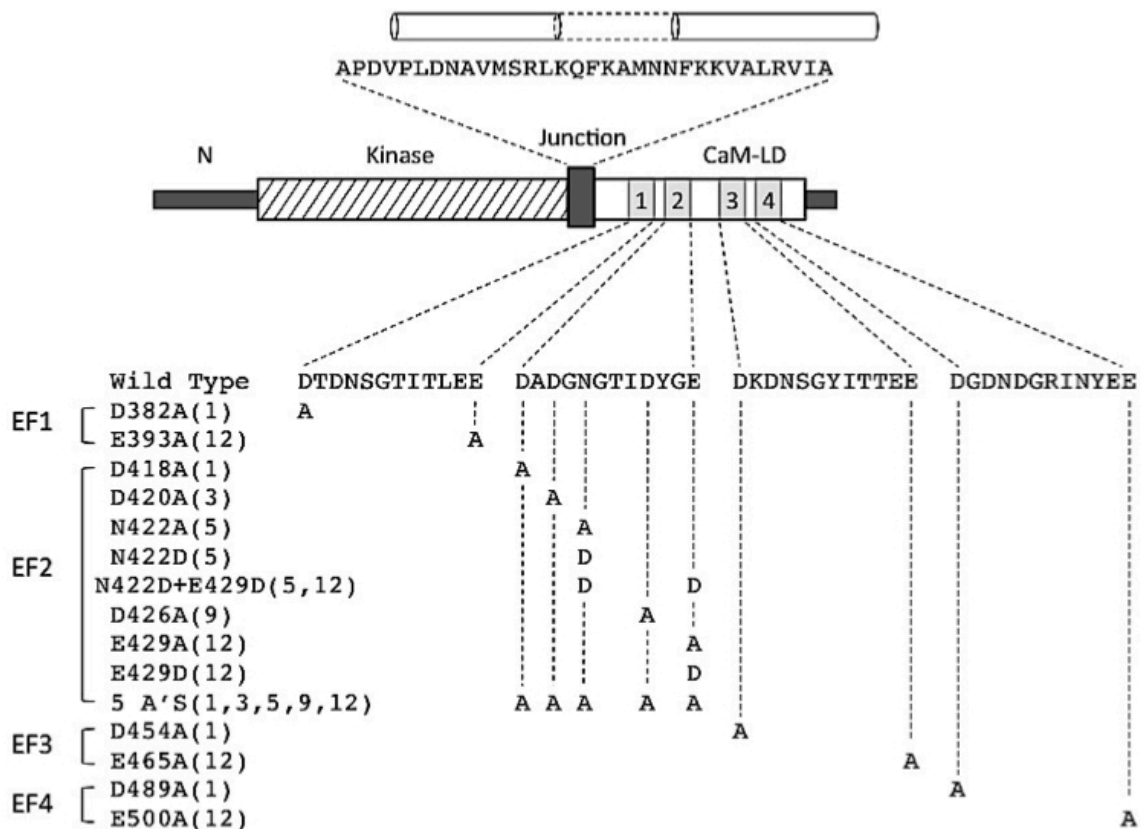 APDVPLDNAVMSRLKQFKAMNNFKKVALRVIA
Junction
N Kinase CaM-LD
1 2 3 4
Wild Type DTDNSGTITLEE DADGNGTIDYGE DKDNSGYITTEE DGDNDGRINYEE
EF1
D382A(1) A
E393A(12) A
EF2
D418A(1) A
D420A(3) A
N422A(5) A
N422D(5) D
N422D+E429D(5,12) D D
D426A(9) A
E429A(12) A
E429D(12) D
5 A'S(1,3,5,9,12) A A A A A
EF3
D454A(1) A
E465A(12) A
EF4
D489A(1) A
E500A(12) A